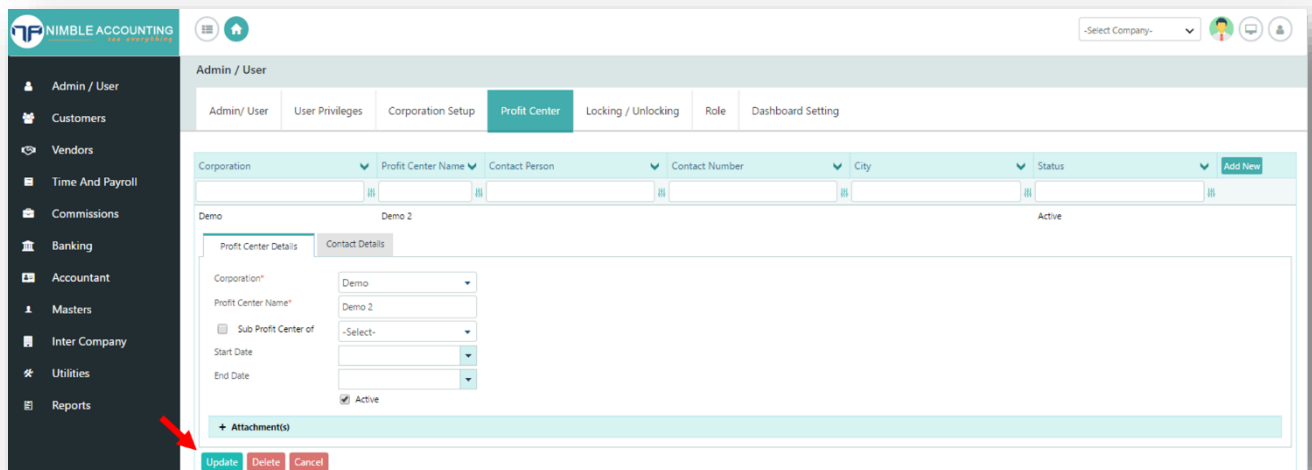 NIMBLE ACCOUNTING
see everything
-Select Company-
Admin / User
Customers
Vendors
Time And Payroll
Commissions
Banking
Accountant
Masters
Inter Company
Utilities
Reports
Admin / User
Admin/ User User Privileges Corporation Setup Profit Center Locking / Unlocking Role Dashboard Setting
Corporation Profit Center Name Contact Person Contact Number City Status Add New
Demo Demo 2 Active
Profit Center Details Contact Details
Corporation* Demo
Profit Center Name* Demo 2
Sub Profit Center of -Select-
Start Date
End Date
Active
+ Attachment(s)
Update Delete Cancel